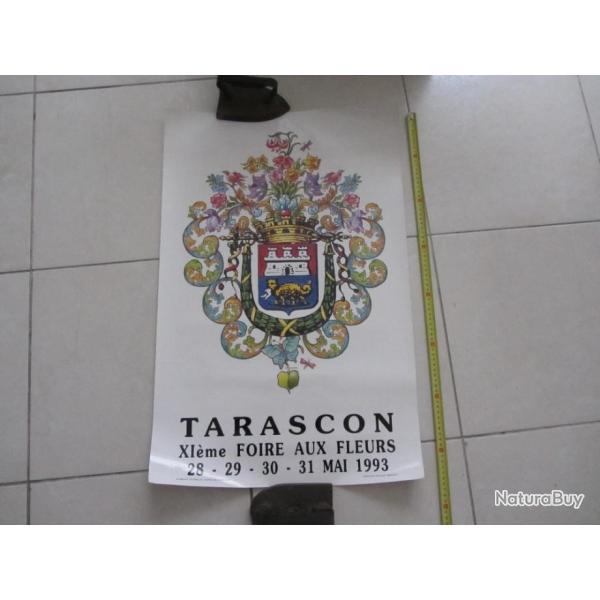 TARASCON
XIème FOIRE AUX FLEURS
28 - 29 - 30 - 31 MAI 1993
NaturaBuy